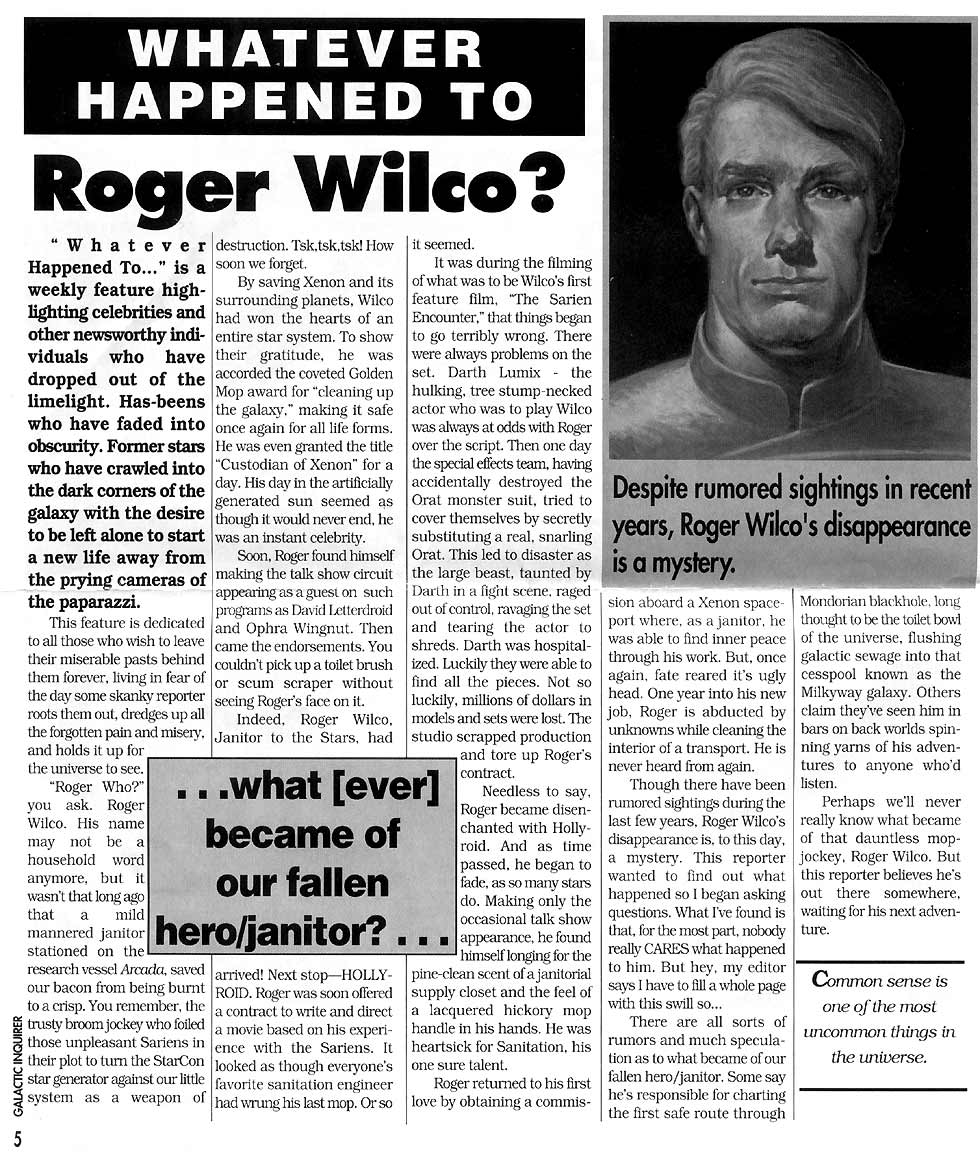 WHATEVER
HAPPENED TO
Roger Wilco?
" W h a t e v e r
Happened To..." is a
weekly feature high-
lighting celebrities and
other newsworthy indi-
viduals who have
dropped out of the
limelight. Has-beens
who have faded into
obscurity. Former stars
who have crawled into
the dark corners of the
galaxy with the desire
to be left alone to start
a new life away from
the prying cameras of
the paparazzi.
This feature is dedicated
to all those who wish to leave
their miserable pasts behind
them forever, living in fear of
the day some skanky reporter
roots them out, dredges up all
the forgotten pain and misery,
and holds it up for
the universe to see.
"Roger Who?"
you ask. Roger
Wilco. His name
may not be a
household word
anymore, but it
wasn't that long ago
that a mild
mannered janitor
stationed on the
research vessel Arcada, saved
our bacon from being burnt
to a crisp. You remember, the
trusty broom jockey who foiled
those unpleasant Sariens in
their plot to turn the StarCon
star generator against our little
system as a weapon of
destruction. Tsk,tsk,tsk! How
soon we forget.
By saving Xenon and its
surrounding planets, Wilco
had won the hearts of an
entire star system. To show
their gratitude, he was
accorded the coveted Golden
Mop award for "cleaning up
the galaxy," making it safe
once again for all life forms.
He was even granted the title
"Custodian of Xenon" for a
day. His day in the artificially
generated sun seemed as
though it would never end, he
was an instant celebrity.
Soon, Roger found himself
making the talk show circuit
appearing as a guest on such
programs as David Letterdroid
and Ophra Wingnut. Then
came the endorsements. You
couldn't pick up a toilet brush
or scum scraper without
seeing Roger's face on it.
Indeed, Roger Wilco,
Janitor to the Stars, had
. . .what [ever]
became of
our fallen
hero/janitor? . . .
arrived! Next stop—HOLLY-
ROID. Roger was soon offered
a contract to write and direct
a movie based on his experi-
ence with the Sariens. It
looked as though everyone's
favorite sanitation engineer
had wrung his last mop. Or so
it seemed.
It was during the filming
of what was to be Wilco's first
feature film, "The Sarien
Encounter," that things began
to go terribly wrong. There
were always problems on the
set. Darth Lumix - the
hulking, tree stump-necked
actor who was to play Wilco
was always at odds with Roger
over the script. Then one day
the special effects team, having
accidentally destroyed the
Orat monster suit, tried to
cover themselves by secretly
substituting a real, snarling
Orat. This led to disaster as
the large beast, taunted by
Darth in a fight scene, raged
out of control, ravaging the set
and tearing the actor to
shreds. Darth was hospital-
ized. Luckily they were able to
find all the pieces. Not so
luckily, millions of dollars in
models and sets were lost. The
studio scrapped production
and tore up Roger's
contract.
Needless to say,
Roger became disen-
chanted with Holly-
roid. And as time
passed, he began to
fade, as so many stars
do. Making only the
occasional talk show
appearance, he found
himself longing for the
pine-clean scent of a janitorial
supply closet and the feel of
a lacquered hickory mop
handle in his hands. He was
heartsick for Sanitation, his
one sure talent.
Roger returned to his first
love by obtaining a commis-
Despite rumored sightings in recent
years, Roger Wilco's disappearance
is a mystery.
sion aboard a Xenon space-
port where, as a janitor, he
was able to find inner peace
through his work. But, once
again, fate reared it's ugly
head. One year into his new
job, Roger is abducted by
unknowns while cleaning the
interior of a transport. He is
never heard from again.
Though there have been
rumored sightings during the
last few years, Roger Wilco's
disappearance is, to this day,
a mystery. This reporter
wanted to find out what
happened so I began asking
questions. What I've found is
that, for the most part, nobody
really CARES what happened
to him. But hey, my editor
says I have to fill a whole page
with this swill so...
There are all sorts of
rumors and much specula-
tion as to what became of our
fallen hero/janitor. Some say
he's responsible for charting
the first safe route through
Mondorian blackhole, long
thought to be the toilet bowl
of the universe, flushing
galactic sewage into that
cesspool known as the
Milkyway galaxy. Others
claim they've seen him in
bars on back worlds spin-
ning yarns of his adven-
tures to anyone who'd
listen.
Perhaps we'll never
really know what became
of that dauntless mop-
jockey, Roger Wilco. But
this reporter believes he's
out there somewhere,
waiting for his next adven-
ture.
Common sense is
one of the most
uncommon things in
the universe.
GALACTIC INQUIRER
5